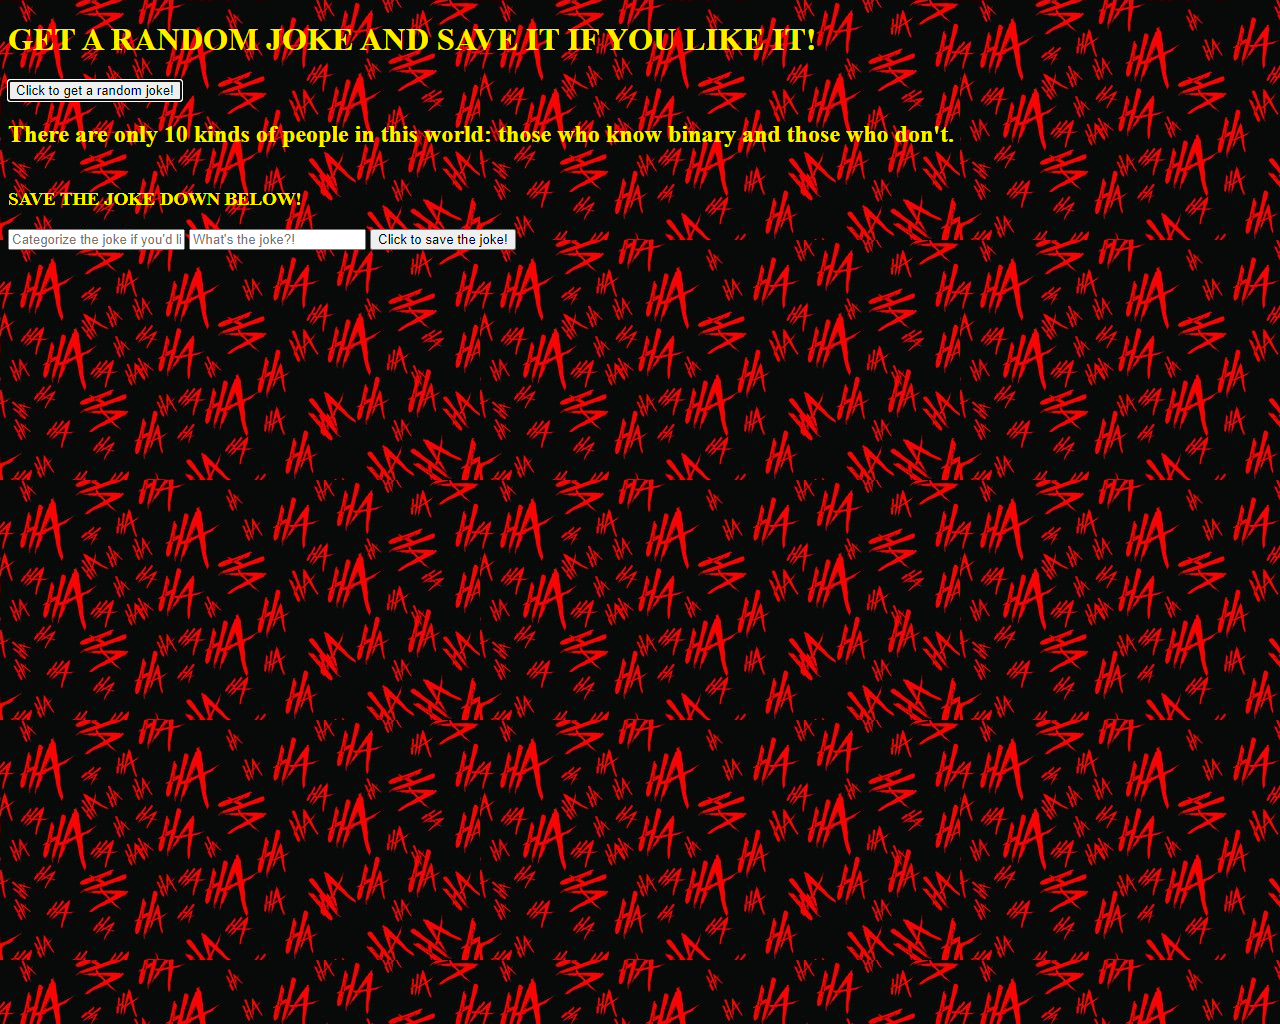 GET A RANDOM JOKE AND SAVE IT IF YOU LIKE IT!
Click to get a random joke!
There are only 10 kinds of people in this world: those who know binary and those who don't.
SAVE THE JOKE DOWN BELOW!
Categorize the joke if you'd li What's the joke?! Click to save the joke!